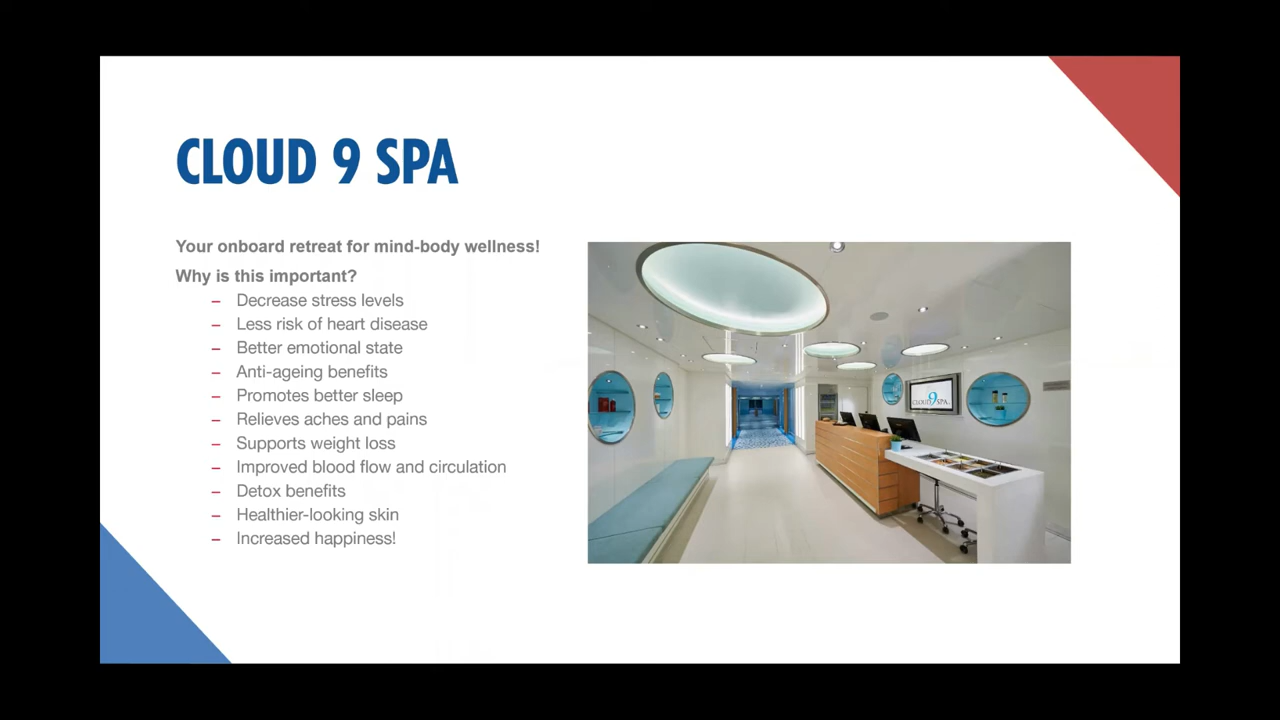 CLOUD 9 SPA
Your onboard retreat for mind-body wellness!
Why is this important?
– Decrease stress levels
– Less risk of heart disease
– Better emotional state
– Anti-ageing benefits
– Promotes better sleep
– Relieves aches and pains
– Supports weight loss
– Improved blood flow and circulation
– Detox benefits
– Healthier-looking skin
– Increased happiness!
CLOUD 9 SPA